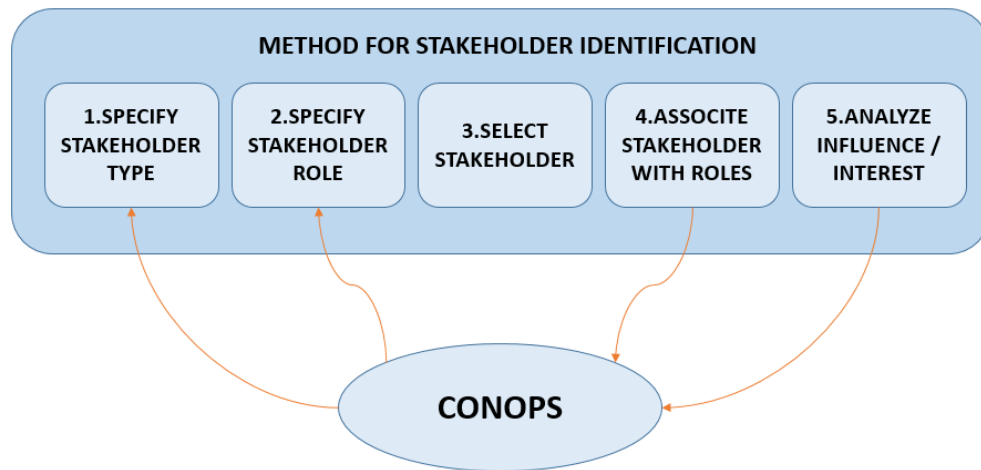 METHOD FOR STAKEHOLDER IDENTIFICATION
1.SPECIFY
STAKEHOLDER
TYPE
2.SPECIFY
STAKEHOLDER
ROLE
3.SELECT
STAKEHOLDER
4.ASSOCITE
STAKEHOLDER
WITH ROLES
5.ANALYZE
INFLUENCE /
INTEREST
CONOPS